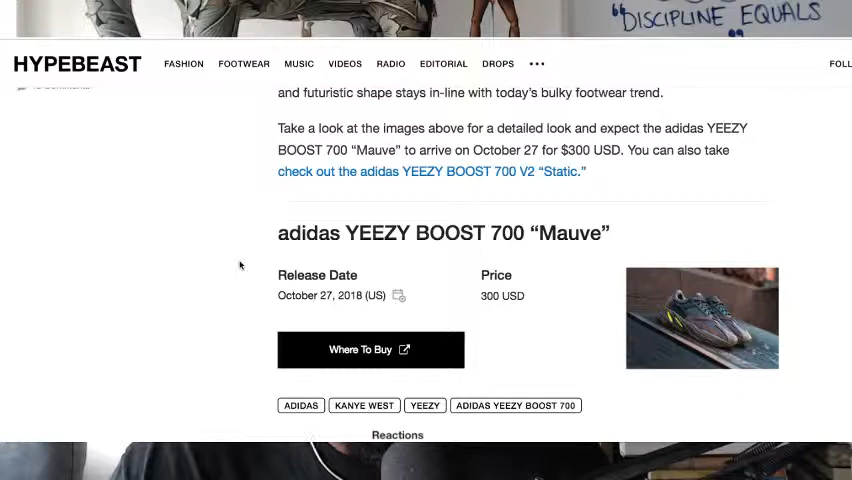 “DISCIPLINE EQUALS
HYPEBEAST FASHION FOOTWEAR MUSIC VIDEOS RADIO EDITORIAL DROPS ••• FOLL
and futuristic shape stays in-line with today’s bulky footwear trend.
Take a look at the images above for a detailed look and expect the adidas YEEZY
BOOST 700 “Mauve” to arrive on October 27 for $300 USD. You can also take
check out the adidas YEEZY BOOST 700 V2 “Static.”
adidas YEEZY BOOST 700 “Mauve”
Release Date Price
October 27, 2018 (US) 300 USD
Where To Buy
ADIDAS KANYE WEST YEEZY ADIDAS YEEZY BOOST 700
Reactions